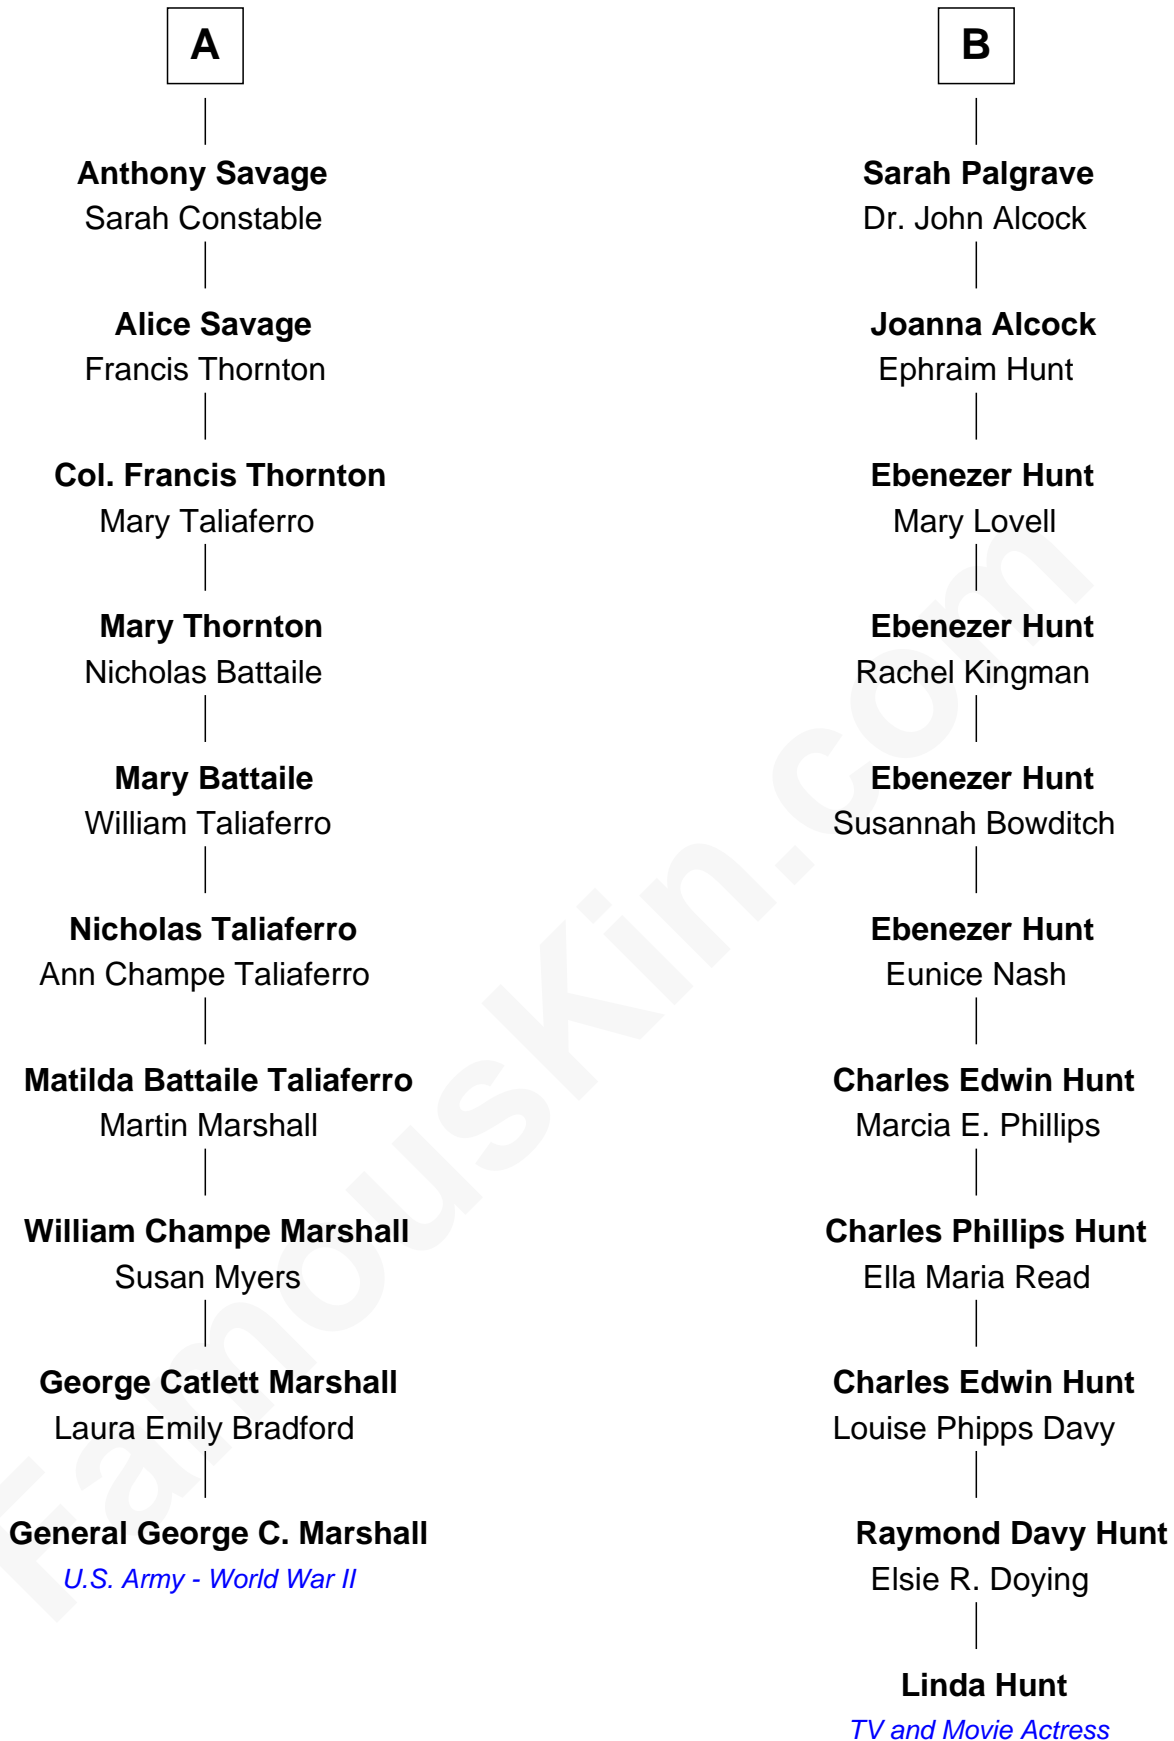 A
Anthony Savage
Sarah Constable
Alice Savage
Francis Thornton
Col. Francis Thornton
Mary Taliaferro
Mary Thornton
Nicholas Battaile
Mary Battaile
William Taliaferro
Nicholas Taliaferro
Ann Champe Taliaferro
Matilda Battaile Taliaferro
Martin Marshall
William Champe Marshall
Susan Myers
George Catlett Marshall
Laura Emily Bradford
General George C. Marshall
U.S. Army - World War II
B
Sarah Palgrave
Dr. John Alcock
Joanna Alcock
Ephraim Hunt
Ebenezer Hunt
Mary Lovell
Ebenezer Hunt
Rachel Kingman
Ebenezer Hunt
Susannah Bowditch
Ebenezer Hunt
Eunice Nash
Charles Edwin Hunt
Marcia E. Phillips
Charles Phillips Hunt
Ella Maria Read
Charles Edwin Hunt
Louise Phipps Davy
Raymond Davy Hunt
Elsie R. Doying
Linda Hunt
TV and Movie Actress
FamousKin.com